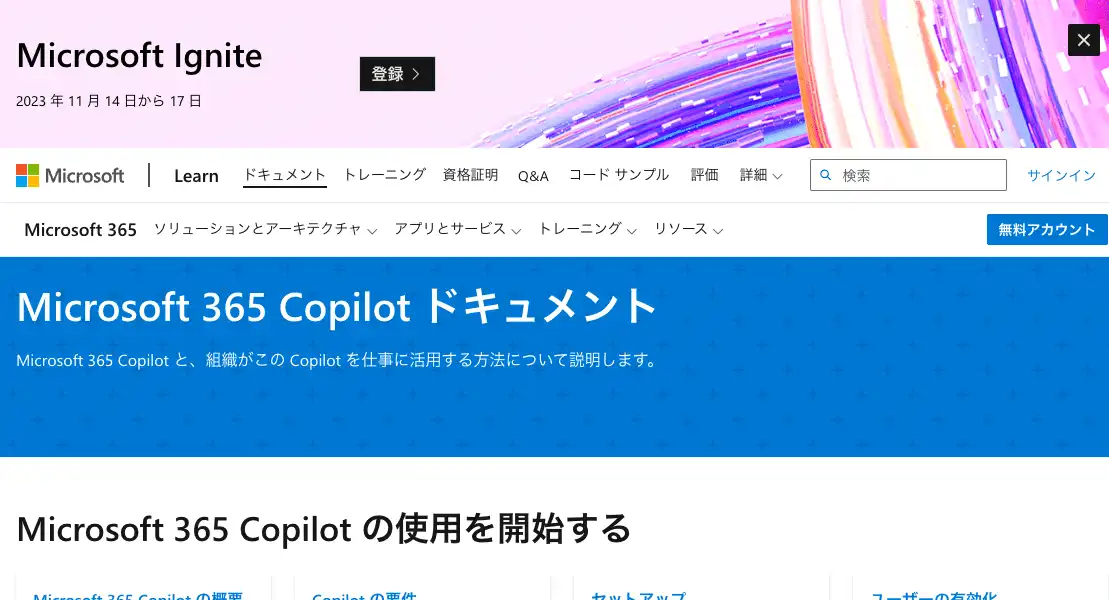 Microsoft Ignite
2023 年 11 月 14 日から 17 日
登録
Microsoft
Learn ドキュメント トレーニング 資格証明 Q&A コード サンプル 評価 詳細 検索 サインイン
Microsoft 365 ソリューションとアーキテクチャ アプリとサービス トレーニング リソース 無料アカウント
Microsoft 365 Copilot ドキュメント
Microsoft 365 Copilot と、組織がこの Copilot を仕事に活用する方法について説明します。
Microsoft 365 Copilot の使用を開始する
Microsoft 365 Copilot の概要 Copilot の要件 セットアップ ユーザーの有効化